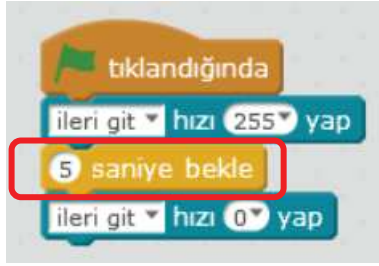 tıklandığında
ileri git hızı 255 yap
5 saniye bekle
ileri git hızı 0 yap